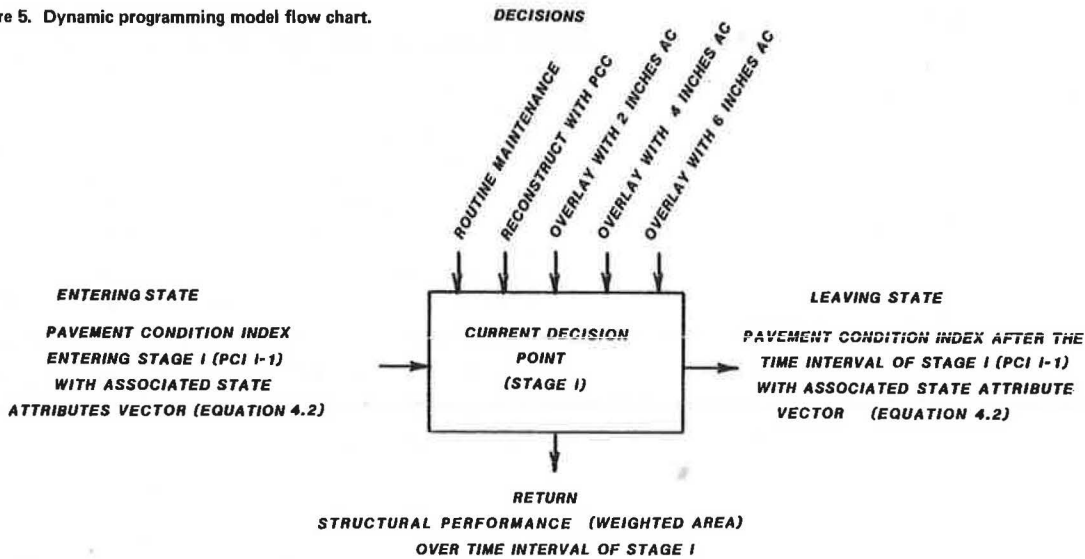 re 5. Dynamic programming model flow chart.
DECISIONS
ROUTINE MAINTENANCE
RECONSTRUCT WITH PCC
OVERLAY WITH 2 INCHES AC
OVERLAY WITH 4 INCHES AC
OVERLAY WITH 6 INCHES AC
ENTERING STATE
PAVEMENT CONDITION INDEX
ENTERING STAGE I (PCI I-1)
WITH ASSOCIATED STATE
ATTRIBUTES VECTOR (EQUATION 4.2)
CURRENT DECISION
POINT
(STAGE I)
LEAVING STATE
PAVEMENT CONDITION INDEX AFTER THE
TIME INTERVAL OF STAGE I (PCI I-1)
WITH ASSOCIATED STATE ATTRIBUTE
VECTOR (EQUATION 4.2)
RETURN
STRUCTURAL PERFORMANCE (WEIGHTED AREA)
OVER TIME INTERVAL OF STAGE I